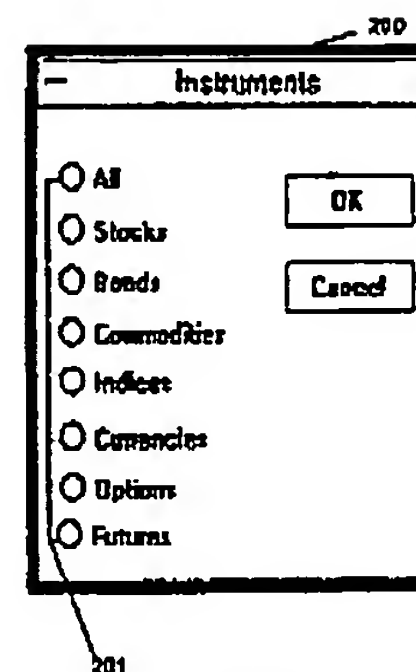 200
Instruments
All
OK
Stocks
Bonds
Cancel
Commodities
Indices
Currencies
Options
Futures
201